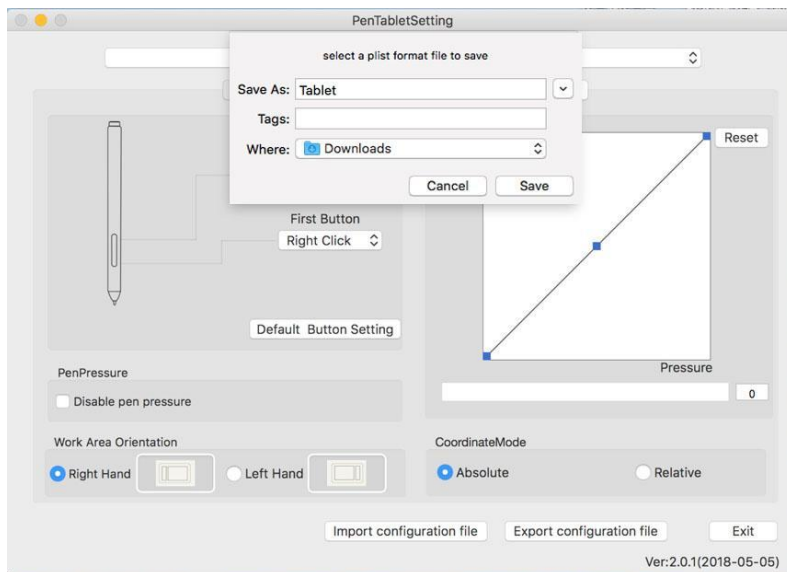 PenTabletSetting
select a plist format file to save
Save As: Tablet
Tags:
Where: Downloads
Cancel Save
Reset
First Button
Right Click
Default Button Setting
Pressure
0
PenPressure
Disable pen pressure
Work Area Orientation
Right Hand Left Hand
CoordinateMode
Absolute Relative
Import configuration file Export configuration file Exit
Ver:2.0.1(2018-05-05)